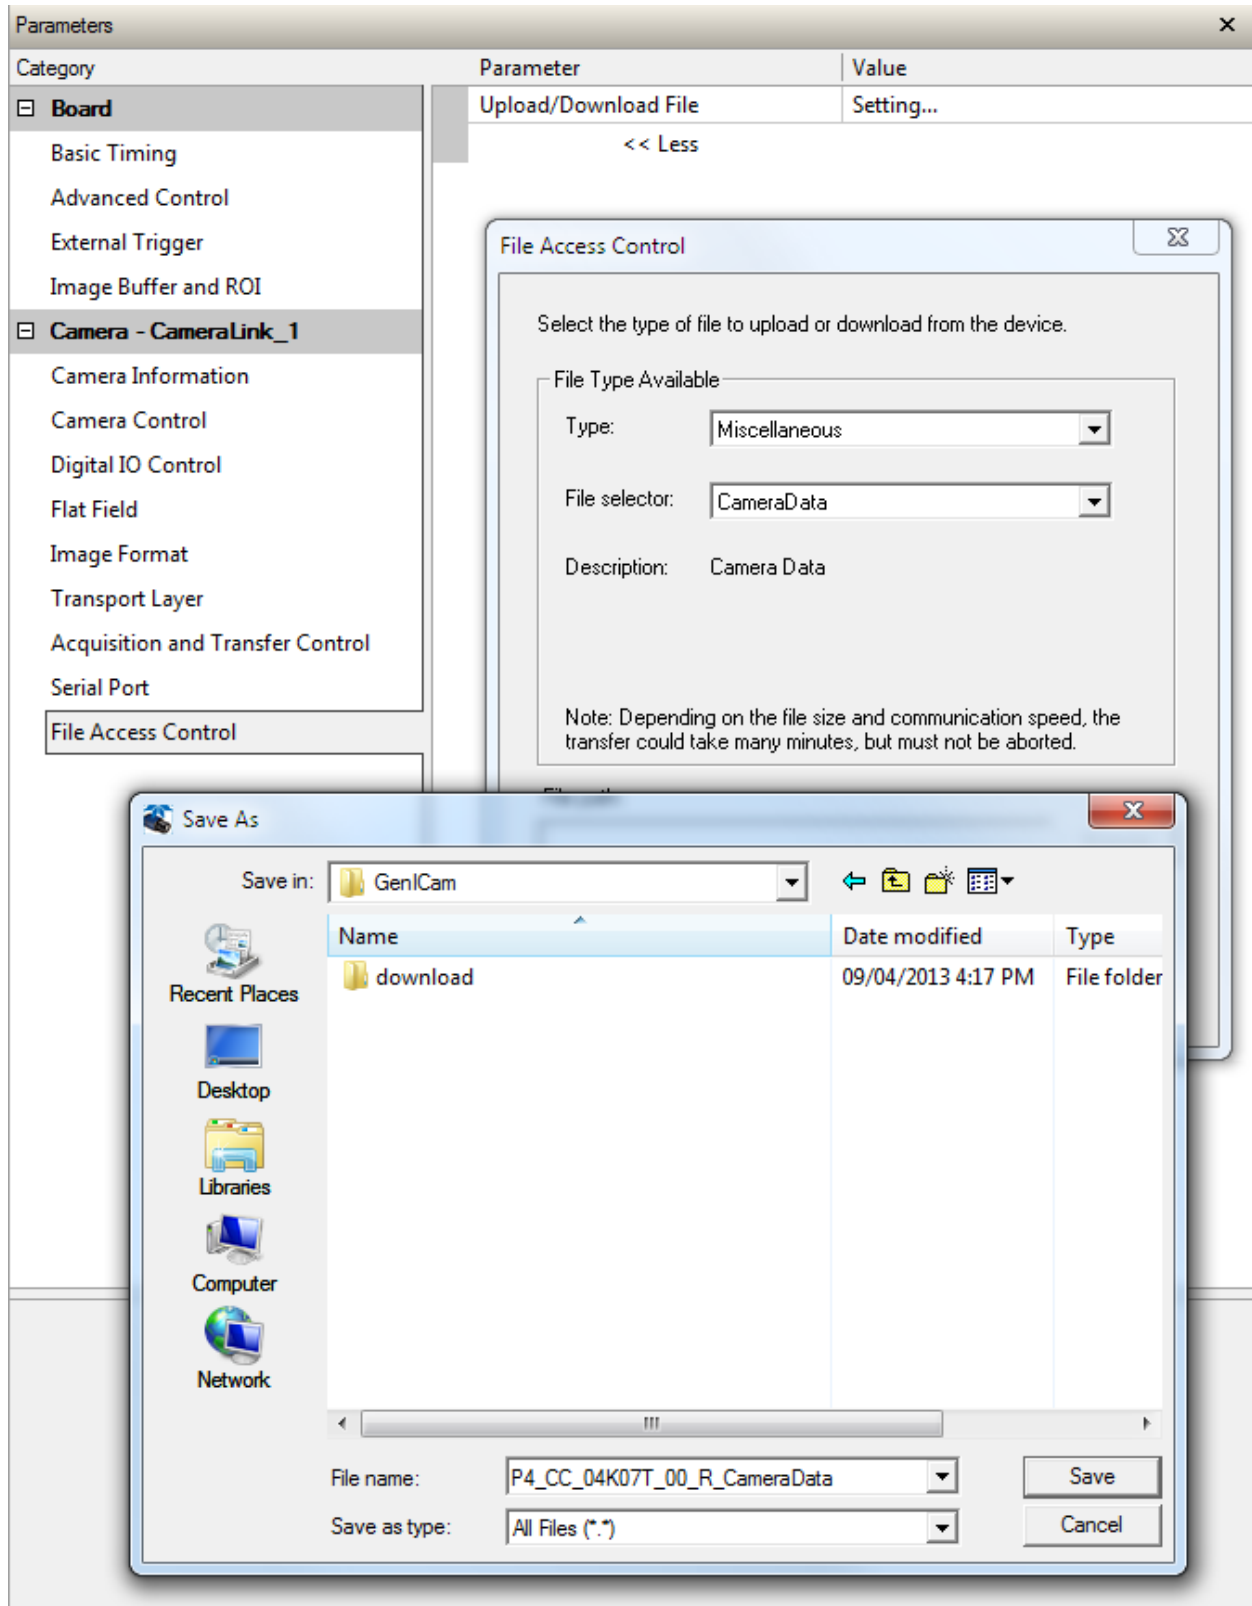 Parameters
Category Parameter Value
Board Upload/Download File Setting...
Basic Timing << Less
Advanced Control
External Trigger
Image Buffer and ROI
Camera - CameraLink_1
Camera Information
Camera Control
Digital IO Control
Flat Field
Image Format
Transport Layer
Acquisition and Transfer Control
Serial Port
File Access Control
File Access Control
Select the type of file to upload or download from the device.
File Type Available
Type: Miscellaneous
File selector: CameraData
Description: Camera Data
Note: Depending on the file size and communication speed, the
transfer could take many minutes, but must not be aborted.
Save As
Save in: GenICam
Name Date modified Type
download 09/04/2013 4:17 PM File folder
Recent Places
Desktop
Libraries
Computer
Network
File name: P4_CC_04K07T_00_R_CameraData Save
Save as type: All Files (*.*) Cancel